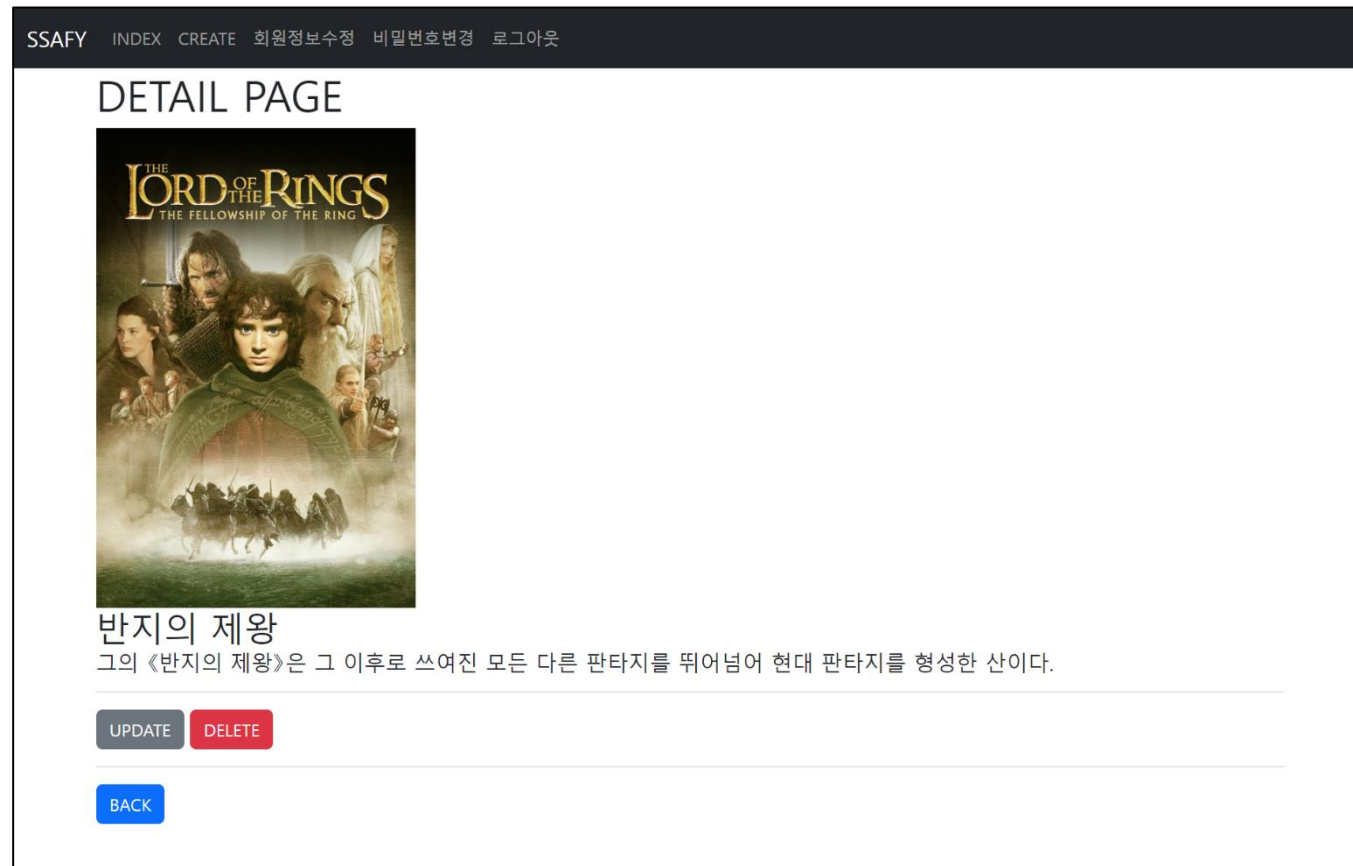 SSAFY INDEX CREATE 회원정보수정 비밀번호변경 로그아웃
DETAIL PAGE
THE
LORD OF THE RINGS
THE FELLOWSHIP OF THE RING
반지의 제왕
그의 《반지의 제왕》은 그 이후로 쓰여진 모든 다른 판타지를 뛰어넘어 현대 판타지를 형성한 산이다.
UPDATE DELETE
BACK